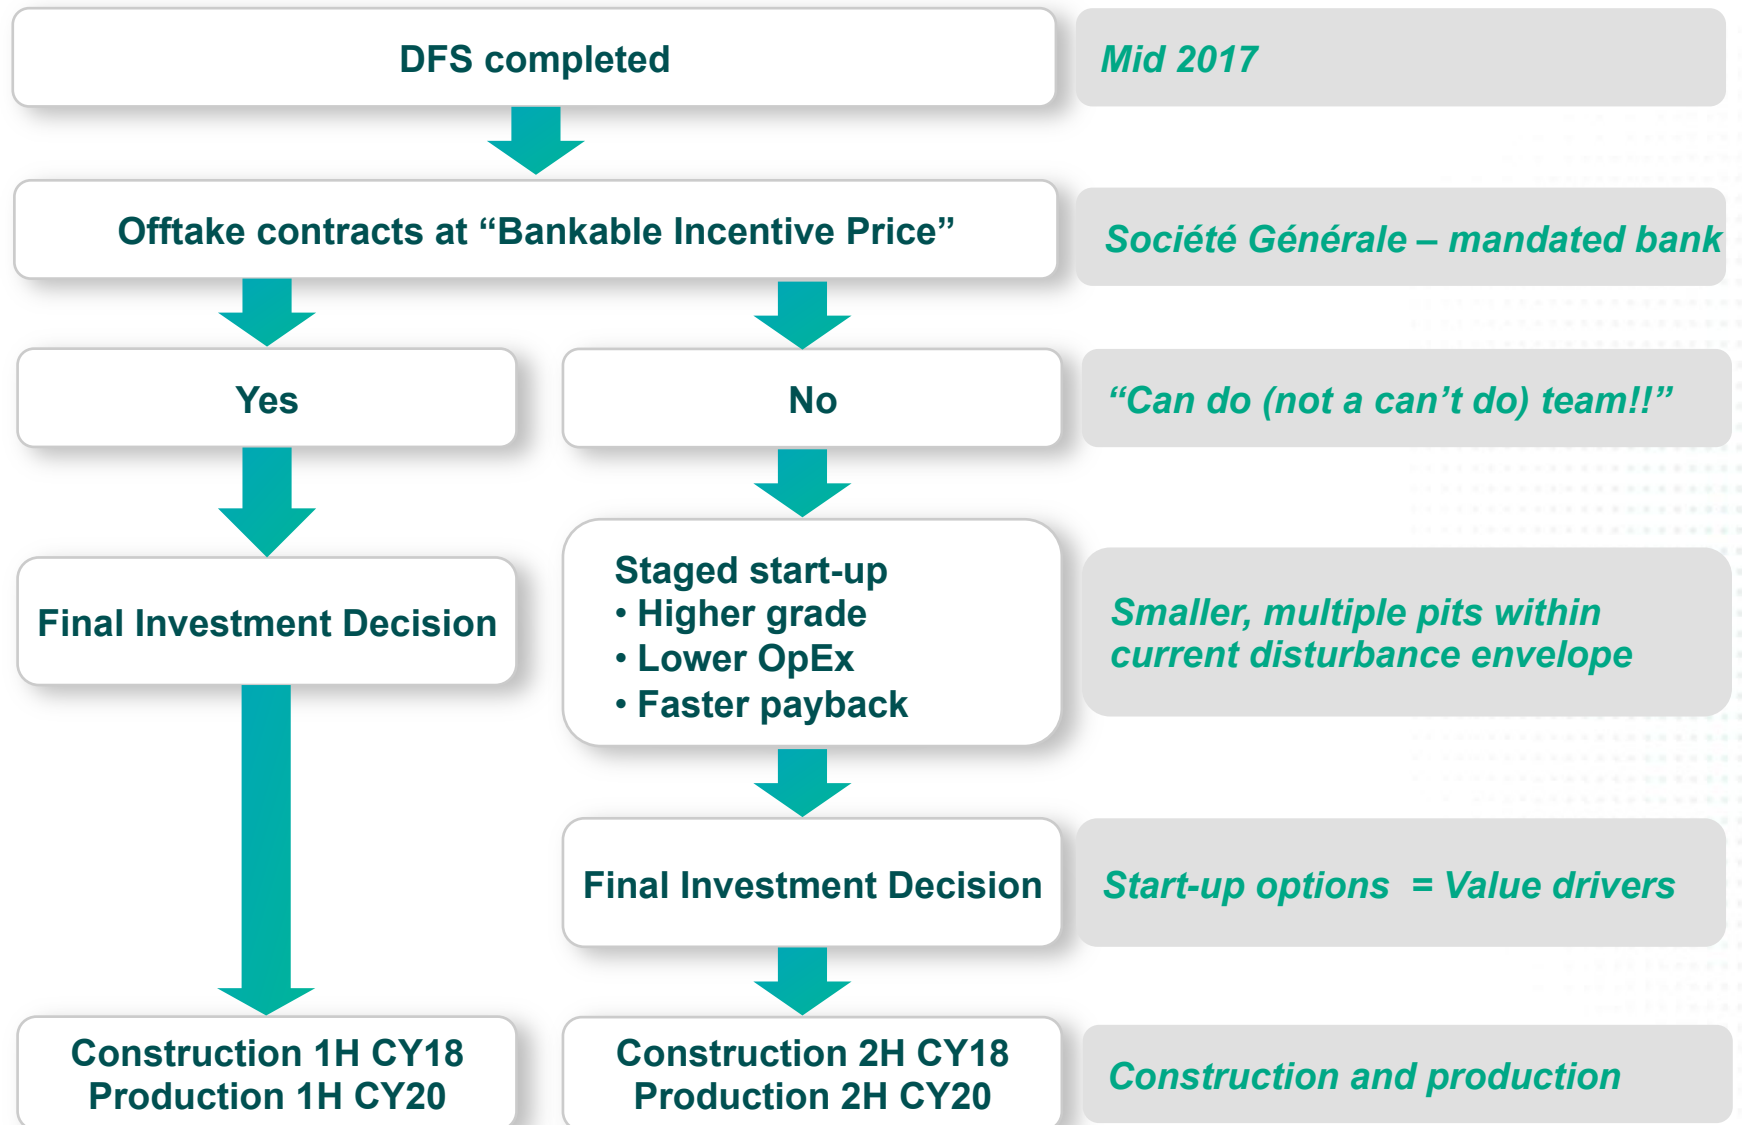 DFS completed
Mid 2017
Offtake contracts at “Bankable Incentive Price”
Société Générale – mandated bank
Yes
No
“Can do (not a can’t do) team!!”
Final Investment Decision
Staged start-up
• Higher grade
• Lower OpEx
• Faster payback
Smaller, multiple pits within
current disturbance envelope
Final Investment Decision
Start-up options = Value drivers
Construction 1H CY18
Production 1H CY20
Construction 2H CY18
Production 2H CY20
Construction and production